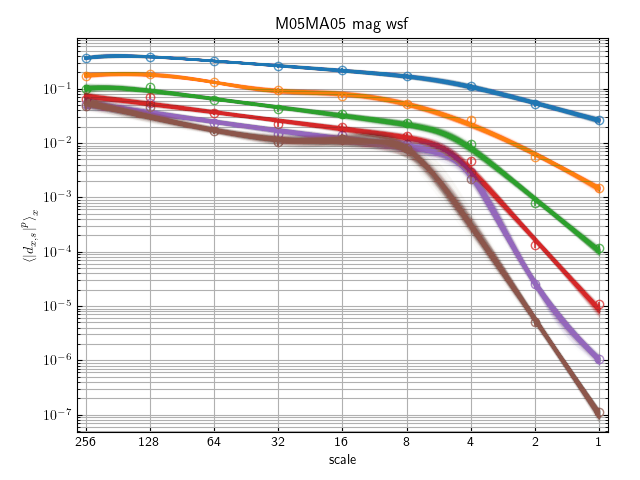 M05MA05 mag wsf
⟨|d_{x,s}|^p⟩_x
10^{-1}
10^{-2}
10^{-3}
10^{-4}
10^{-5}
10^{-6}
10^{-7}
256 128 64 32 16 8 4 2 1
scale